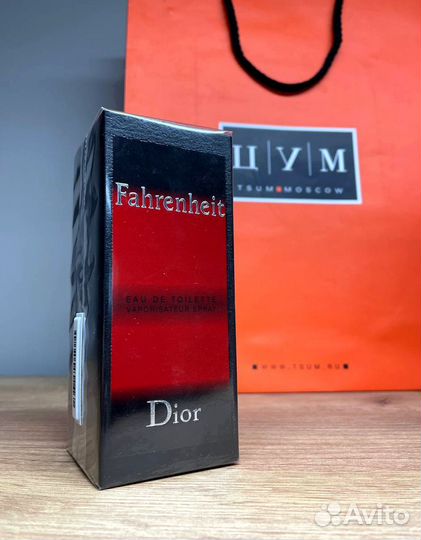 ЦУМ
TSUM MOSCOW
Fahrenheit
EAU DE TOILETTE
VAPORISATEUR SPRAY
WWW.TSUM.RU
Dior
Avito